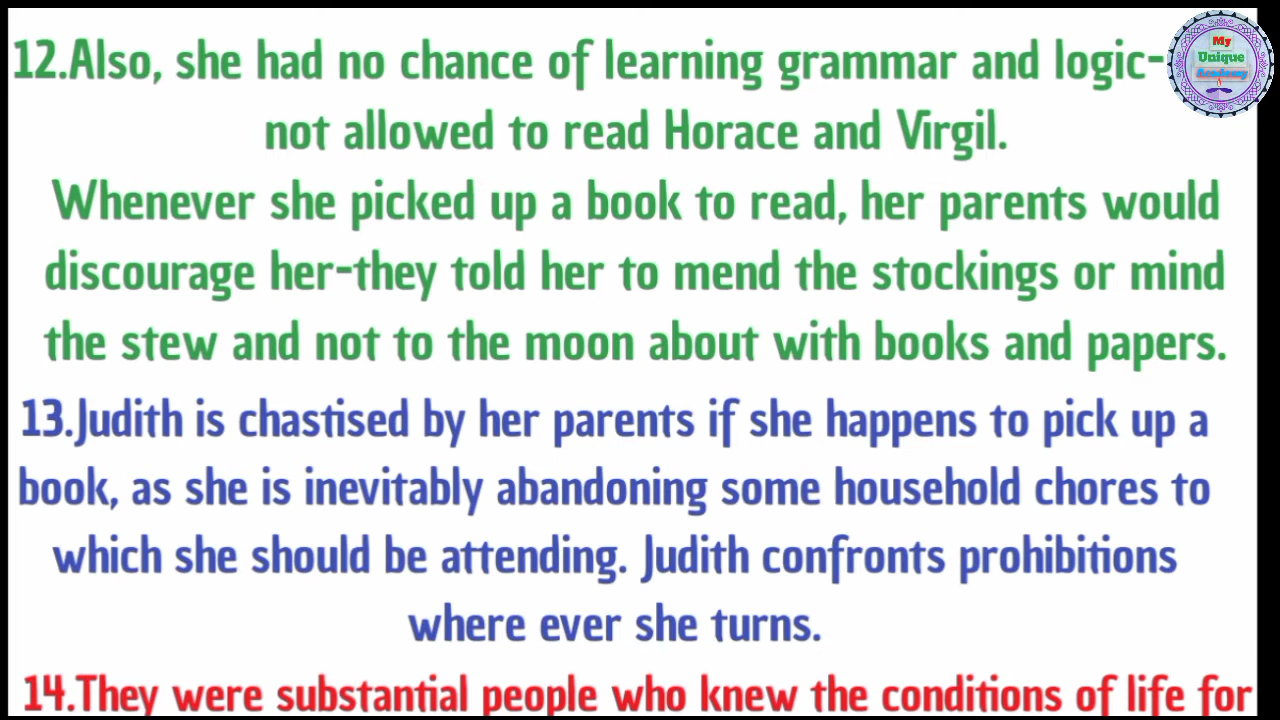 12.Also, she had no chance of learning grammar and logic-
not allowed to read Horace and Virgil.
Whenever she picked up a book to read, her parents would
discourage her-they told her to mend the stockings or mind
the stew and not to the moon about with books and papers.
13.Judith is chastised by her parents if she happens to pick up a
book, as she is inevitably abandoning some household chores to
which she should be attending. Judith confronts prohibitions
where ever she turns.
14.They were substantial people who knew the conditions of life for
My
Unique
Academy